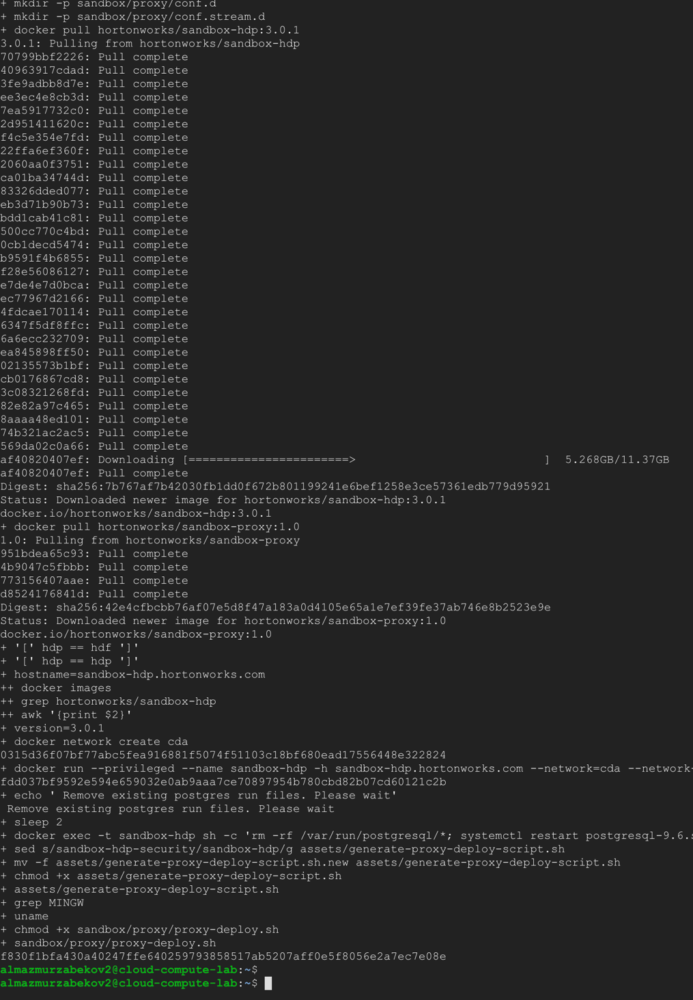 + mkdir -p sandbox/proxy/conf.d
+ mkdir -p sandbox/proxy/conf.stream.d
+ docker pull hortonworks/sandbox-hdp:3.0.1
3.0.1: Pulling from hortonworks/sandbox-hdp
70799bbf2226: Pull complete
40963917cdad: Pull complete
3fe9adbb8d7e: Pull complete
ee3ec4e8cb3d: Pull complete
7ea5917732c0: Pull complete
2d951411620c: Pull complete
f4c5e354e7fd: Pull complete
22ffa6ef360f: Pull complete
2060aa0f3751: Pull complete
ca01ba34744d: Pull complete
83326dded077: Pull complete
eb3d71b90b73: Pull complete
bdd1cab41c81: Pull complete
500cc770c4bd: Pull complete
0cb1decd5474: Pull complete
b9591f4b6855: Pull complete
f28e56086127: Pull complete
e7de4e7d0bca: Pull complete
ec77967d2166: Pull complete
4fdcae170114: Pull complete
6347f5df8ffc: Pull complete
6a6ecc232709: Pull complete
ea845898ff50: Pull complete
02135573b1bf: Pull complete
cb0176867cd8: Pull complete
3c08321268fd: Pull complete
82e82a97c465: Pull complete
8aaaa48ed101: Pull complete
74b321ac2ac5: Pull complete
569da02c0a66: Pull complete
af40820407ef: Downloading [=======================>                           ]  5.268GB/11.37GB
af40820407ef: Pull complete
Digest: sha256:7b767af7b42030fb1dd0f672b801199241e6bef1258e3ce57361edb779d95921
Status: Downloaded newer image for hortonworks/sandbox-hdp:3.0.1
docker.io/hortonworks/sandbox-hdp:3.0.1
+ docker pull hortonworks/sandbox-proxy:1.0
1.0: Pulling from hortonworks/sandbox-proxy
951bdea65c93: Pull complete
4b9047c5fbbb: Pull complete
773156407aae: Pull complete
d8524176841d: Pull complete
Digest: sha256:42e4cfbcbb76af07e5d8f47a183a0d4105e65a1e7ef39fe37ab746e8b2523e9e
Status: Downloaded newer image for hortonworks/sandbox-proxy:1.0
docker.io/hortonworks/sandbox-proxy:1.0
+ '[' hdp == hdf ']'
+ '[' hdp == hdp ']'
+ hostname=sandbox-hdp.hortonworks.com
++ docker images
++ grep hortonworks/sandbox-hdp
++ awk '{print $2}'
+ version=3.0.1
+ docker network create cda
0315d36f07bf77abc5fea916881f5074f51103c18bf680ead17556448e322824
+ docker run --privileged --name sandbox-hdp -h sandbox-hdp.hortonworks.com --network=cda --network-
fdd037bf9592e594e659032e0ab9aaa7ce70897954b780cbd82b07cd60121c2b
+ echo ' Remove existing postgres run files. Please wait'
 Remove existing postgres run files. Please wait
+ sleep 2
+ docker exec -t sandbox-hdp sh -c 'rm -rf /var/run/postgresql/*; systemctl restart postgresql-9.6.s
+ sed s/sandbox-hdp-security/sandbox-hdp/g assets/generate-proxy-deploy-script.sh
+ mv -f assets/generate-proxy-deploy-script.sh.new assets/generate-proxy-deploy-script.sh
+ chmod +x assets/generate-proxy-deploy-script.sh
+ assets/generate-proxy-deploy-script.sh
+ grep MINGW
+ uname
+ chmod +x sandbox/proxy/proxy-deploy.sh
+ sandbox/proxy/proxy-deploy.sh
f830f1bfa430a40247ffe640259793858517ab5207aff0e5f8056e2a7ec7e08e
almazmurzabekov2@cloud-compute-lab:~$
almazmurzabekov2@cloud-compute-lab:~$